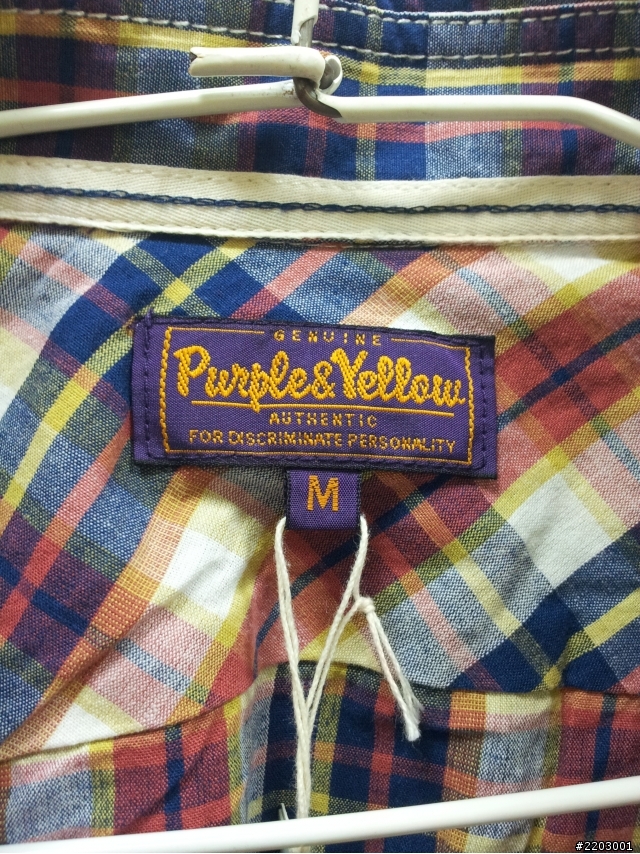 GENUINE
Purple&Yellow
AUTHENTIC
FOR DISCRIMINATE PERSONALITY
M
#2203001